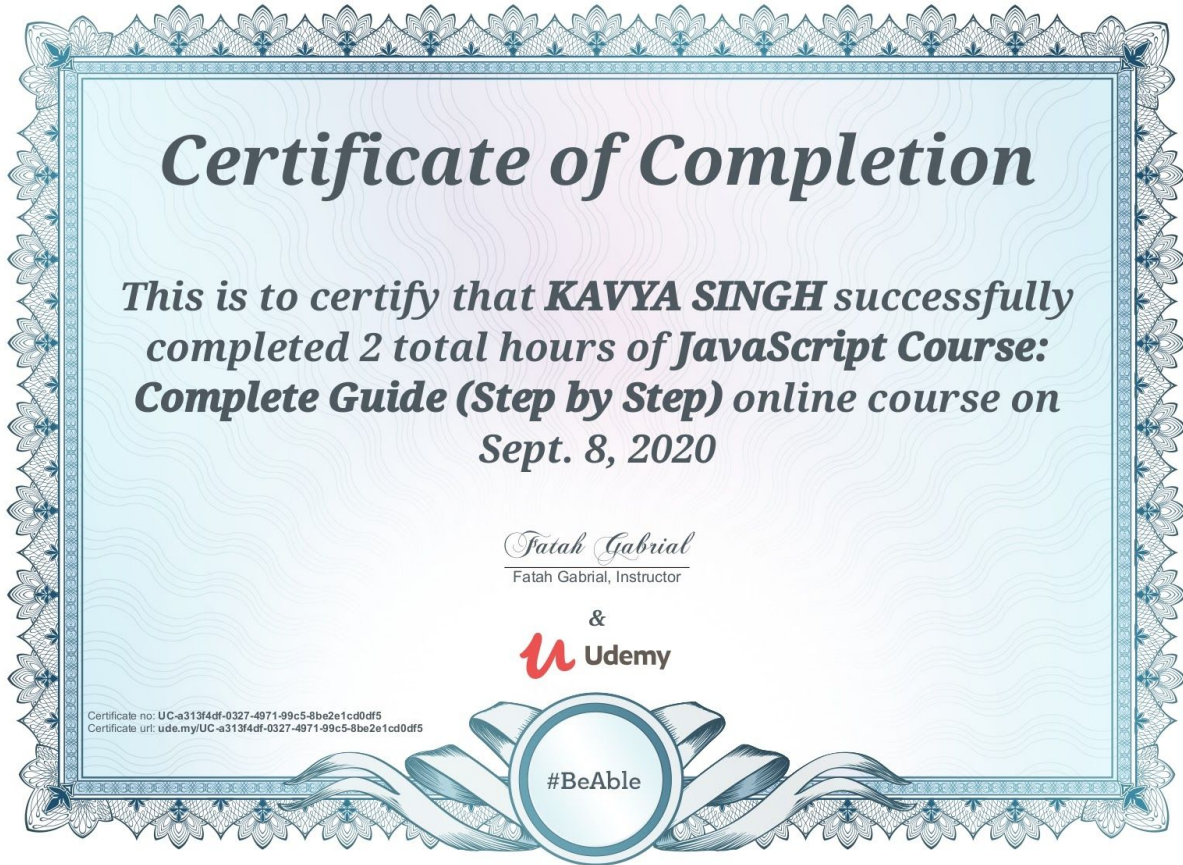 Certificate of Completion
This is to certify that KAVYA SINGH successfully
completed 2 total hours of JavaScript Course:
Complete Guide (Step by Step) online course on
Sept. 8, 2020
Fatah Gabrial
Fatah Gabrial, Instructor
&
Udemy
Certificate no: UC-a313f4df-0327-4971-99c5-8be2e1cd0df5
Certificate url: ude.my/UC-a313f4df-0327-4971-99c5-8be2e1cd0df5
#BeAble